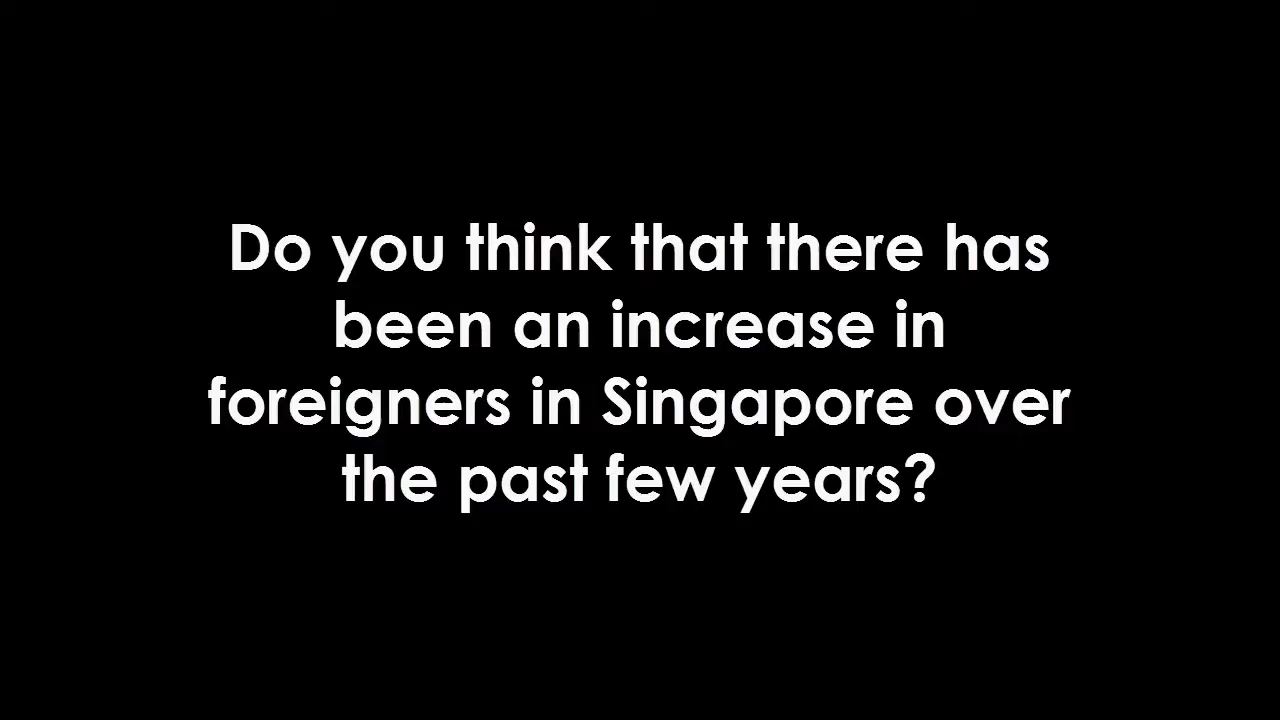 Do you think that there has
been an increase in
foreigners in Singapore over
the past few years?